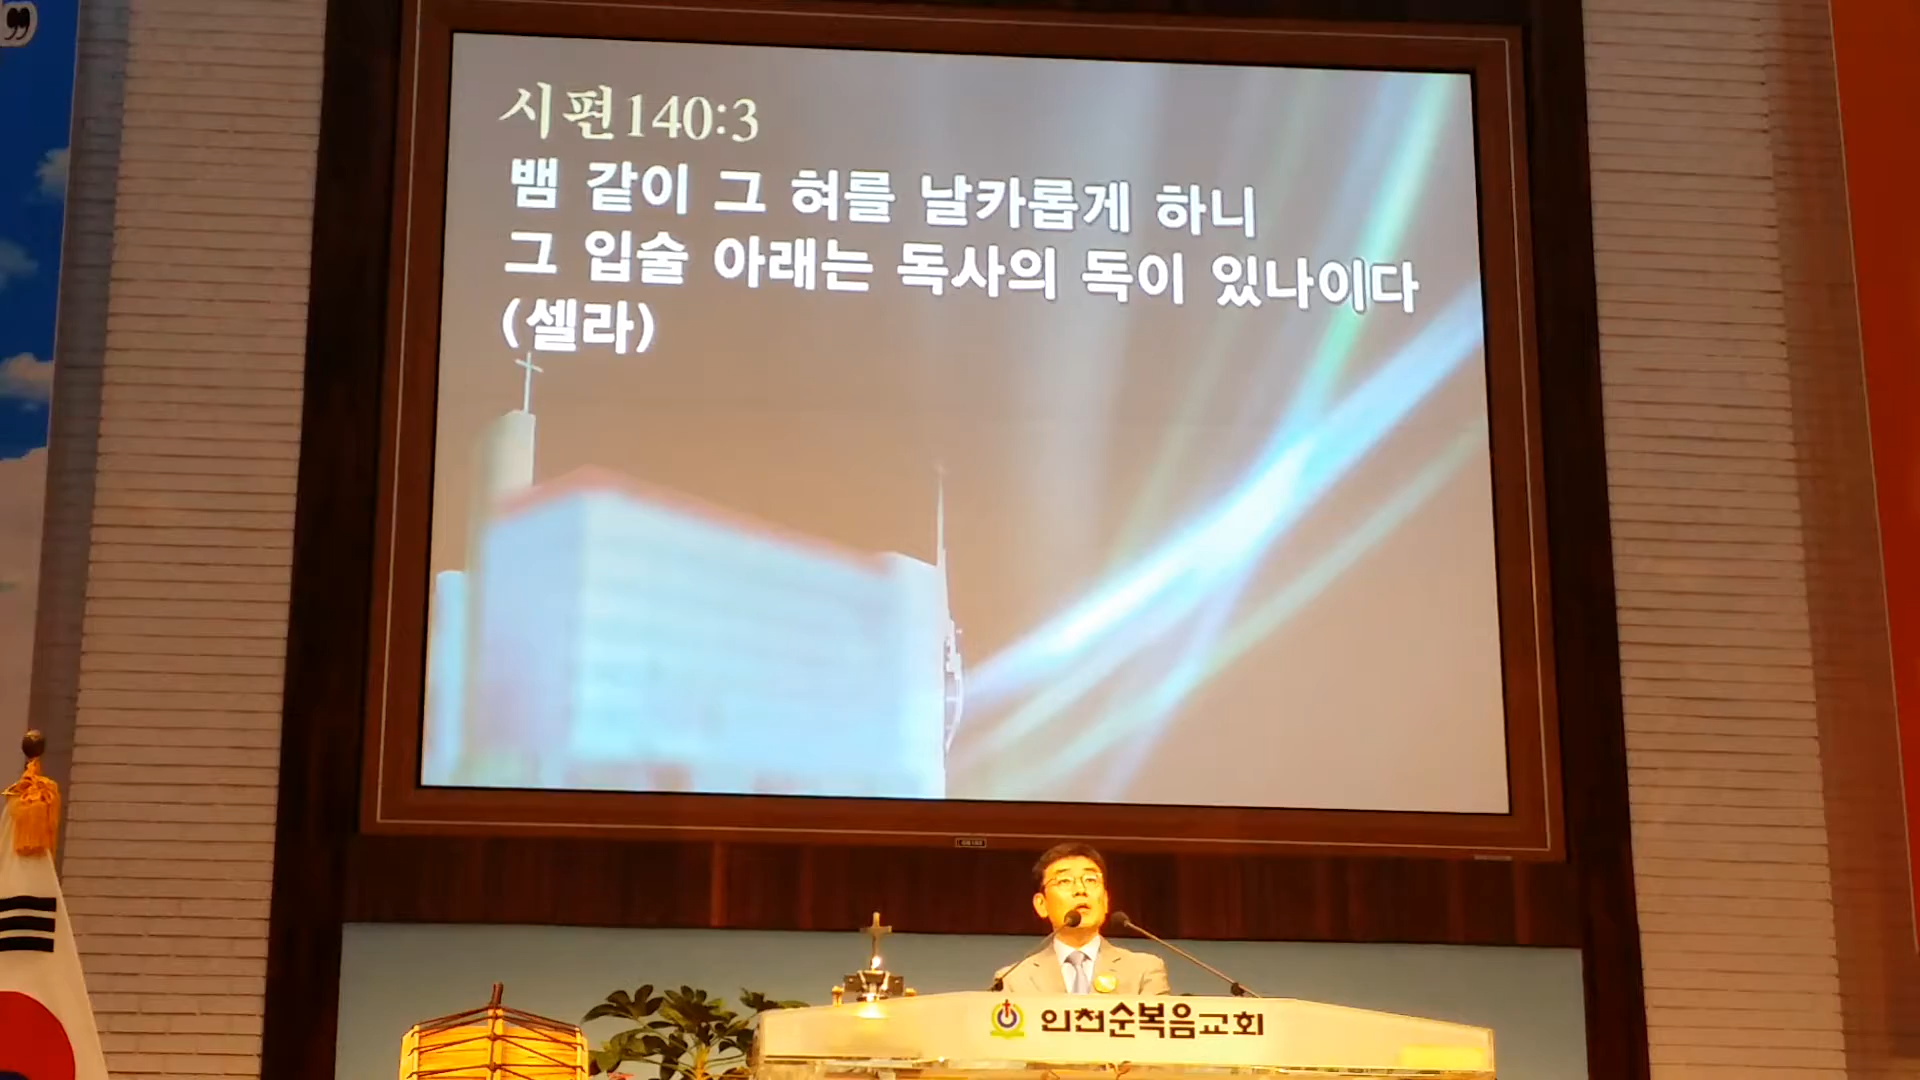 ”
시편140:3
뱀 같이 그 혀를 날카롭게 하니
그 입술 아래는 독사의 독이 있나이다
(셀라)
인천순복음교회